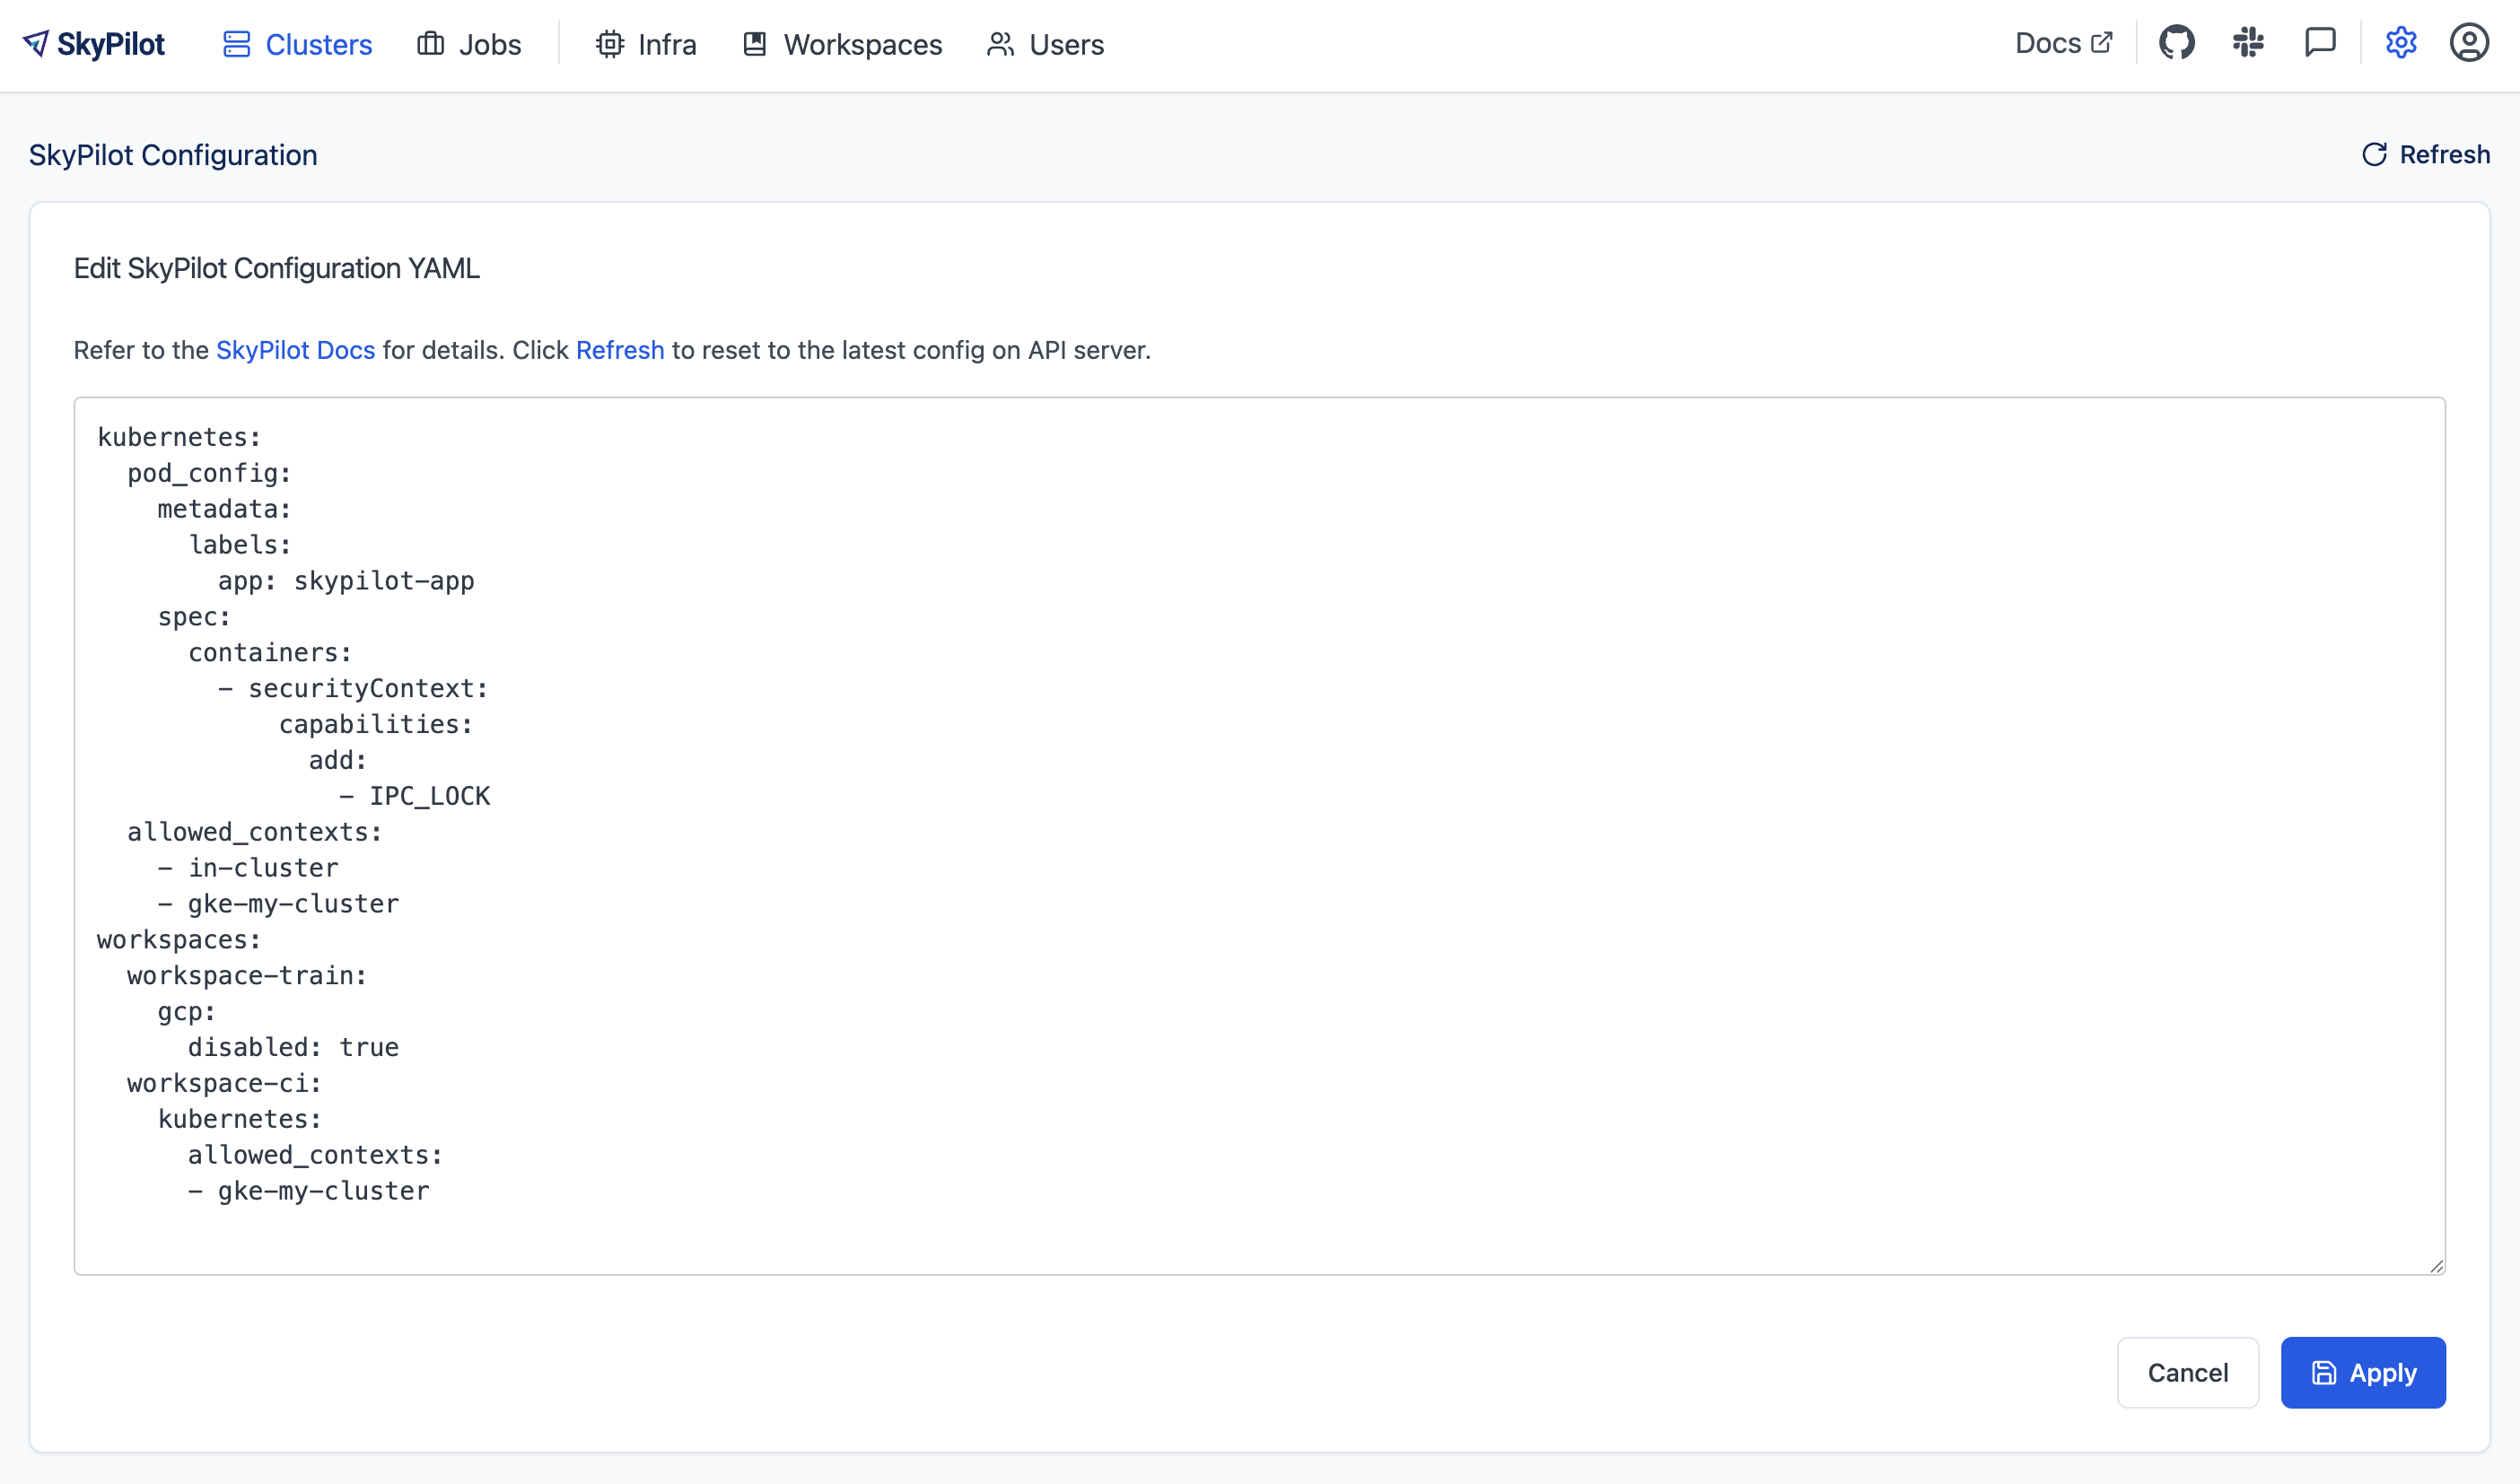 SkyPilot Clusters Jobs Infra Workspaces Users Docs
SkyPilot Configuration Refresh
Edit SkyPilot Configuration YAML
Refer to the SkyPilot Docs for details. Click Refresh to reset to the latest config on API server.
kubernetes:
  pod_config:
    metadata:
      labels:
        app: skypilot-app
    spec:
      containers:
        - securityContext:
            capabilities:
              add:
                - IPC_LOCK
  allowed_contexts:
    - in-cluster
    - gke-my-cluster
workspaces:
  workspace-train:
    gcp:
      disabled: true
  workspace-ci:
    kubernetes:
      allowed_contexts:
      - gke-my-cluster
Cancel Apply